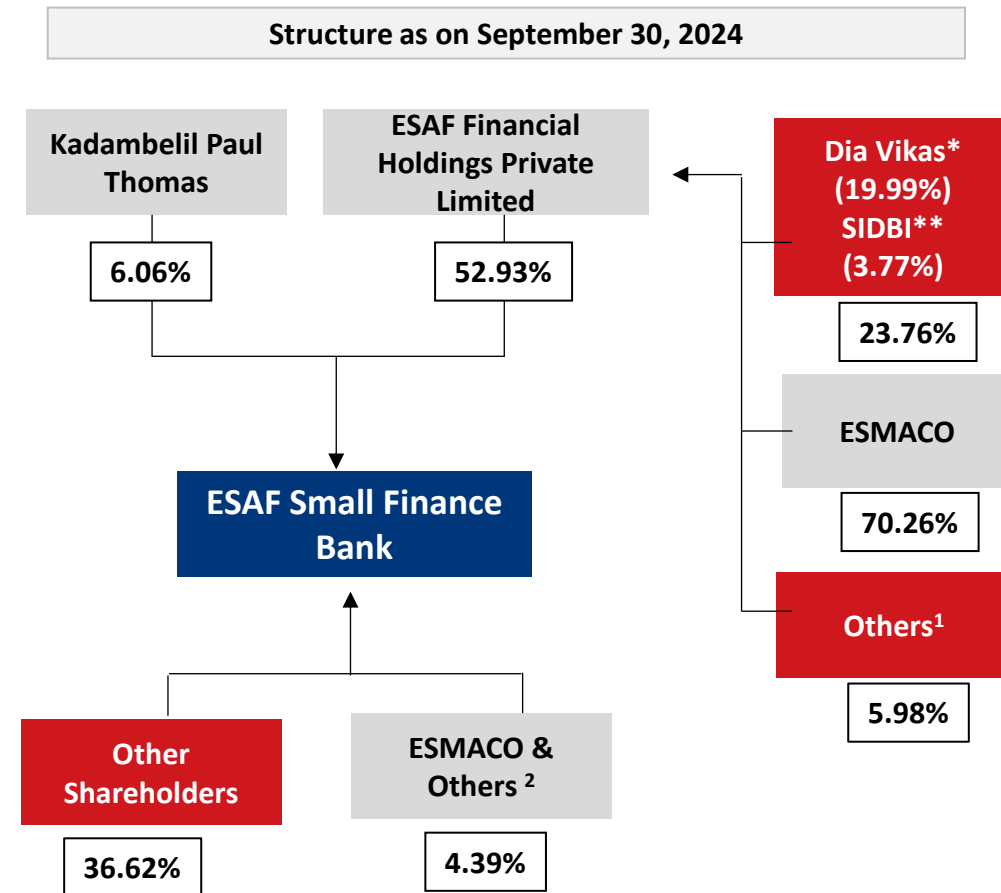 Structure as on September 30, 2024
Kadambelil Paul
Thomas
6.06%
ESAF Financial
Holdings Private
Limited
52.93%
Dia Vikas*
(19.99%)
SIDBI**
(3.77%)
23.76%
ESMACO
70.26%
Others¹
5.98%
ESAF Small Finance
Bank
Other
Shareholders
36.62%
ESMACO &
Others ²
4.39%